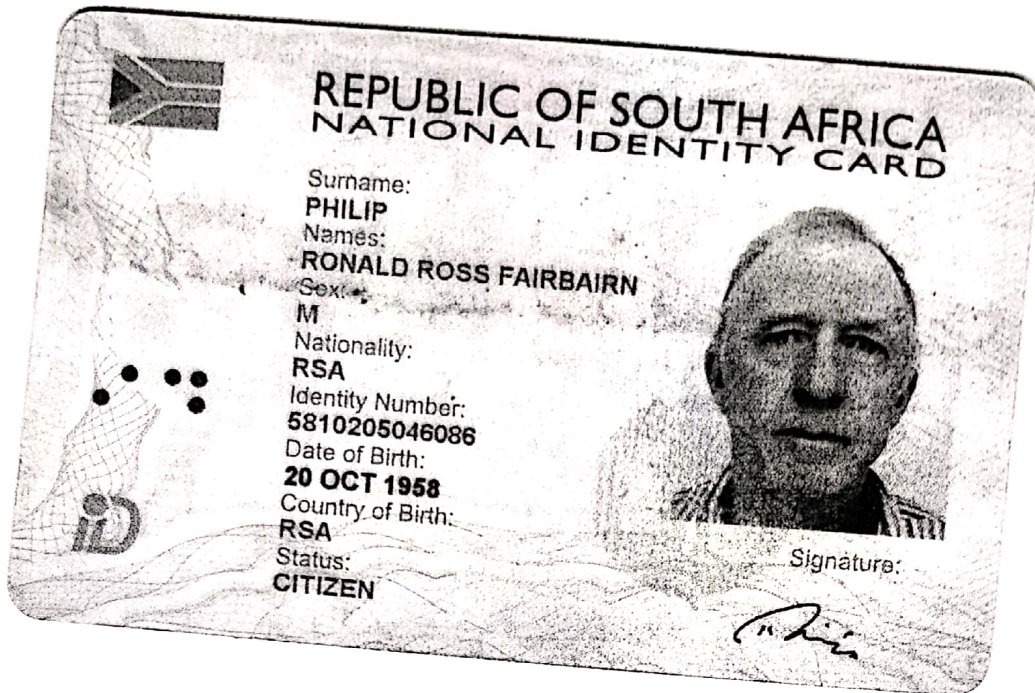 REPUBLIC OF SOUTH AFRICA
NATIONAL IDENTITY CARD
Surname:
PHILIP
Names:
RONALD ROSS FAIRBAIRN
Sex:
M
Nationality:
RSA
Identity Number:
5810205046086
Date of Birth:
20 OCT 1958
Country of Birth:
RSA
Status:
CITIZEN
iD
Signature: